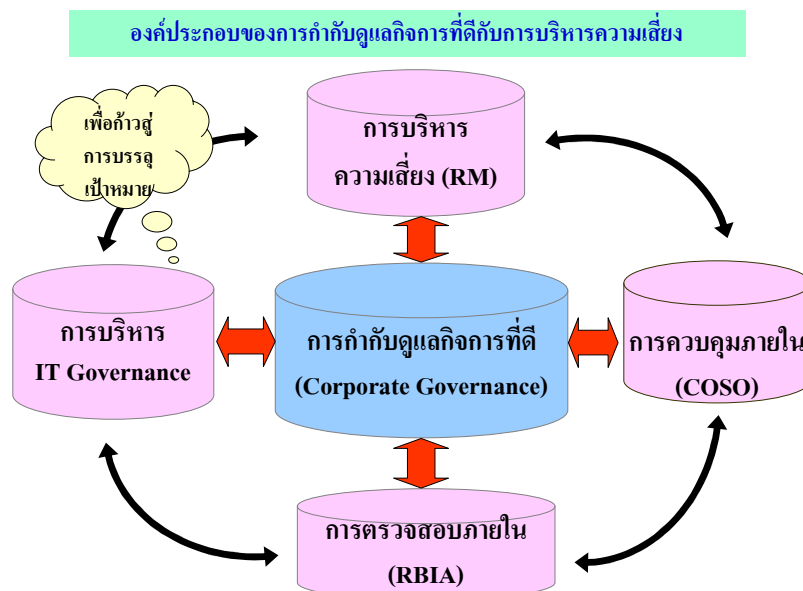 องค์ประกอบของการกำกับดูแลกิจการที่ดีกับการบริหารความเสี่ยง
เพื่อก้าวสู่
การบรรลุ
เป้าหมาย
การบริหาร
ความเสี่ยง (RM)
การบริหาร
IT Governance
การกำกับดูแลกิจการที่ดี
(Corporate Governance)
การควบคุมภายใน
(COSO)
การตรวจสอบภายใน
(RBIA)